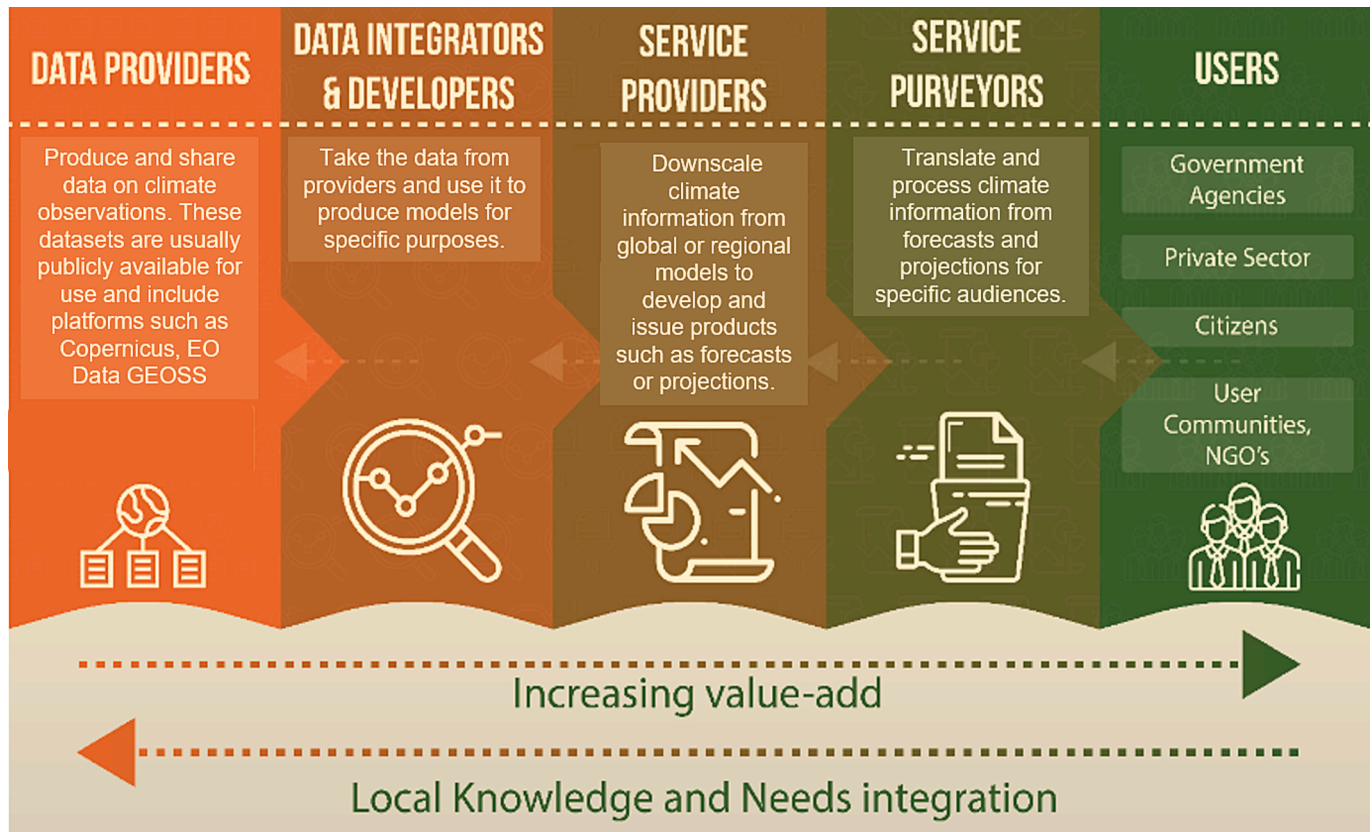 DATA PROVIDERS
Produce and share
data on climate
observations. These
datasets are usually
publicly available for
use and include
platforms such as
Copernicus, EO
Data GEOSS
DATA INTEGRATORS
& DEVELOPERS
Take the data from
providers and use it to
produce models for
specific purposes.
SERVICE
PROVIDERS
Downscale
climate
information from
global or regional
models to
develop and
issue products
such as forecasts
or projections.
SERVICE
PURVEYORS
Translate and
process climate
information from
forecasts and
projections for
specific audiences.
USERS
Government
Agencies
Private Sector
Citizens
User
Communities,
NGO's
Increasing value-add
Local Knowledge and Needs integration